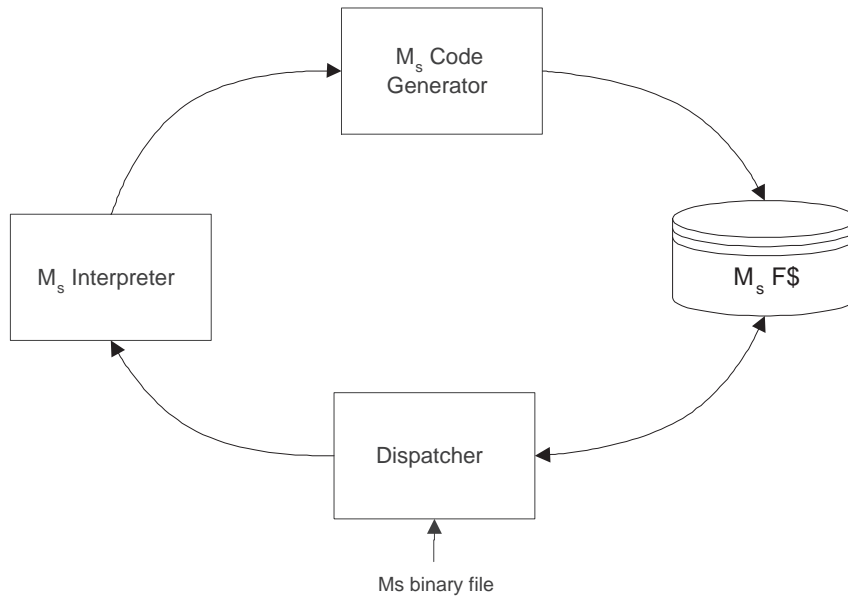 Mₛ Code
Generator
Mₛ Interpreter
Mₛ F$
Dispatcher
Ms binary file